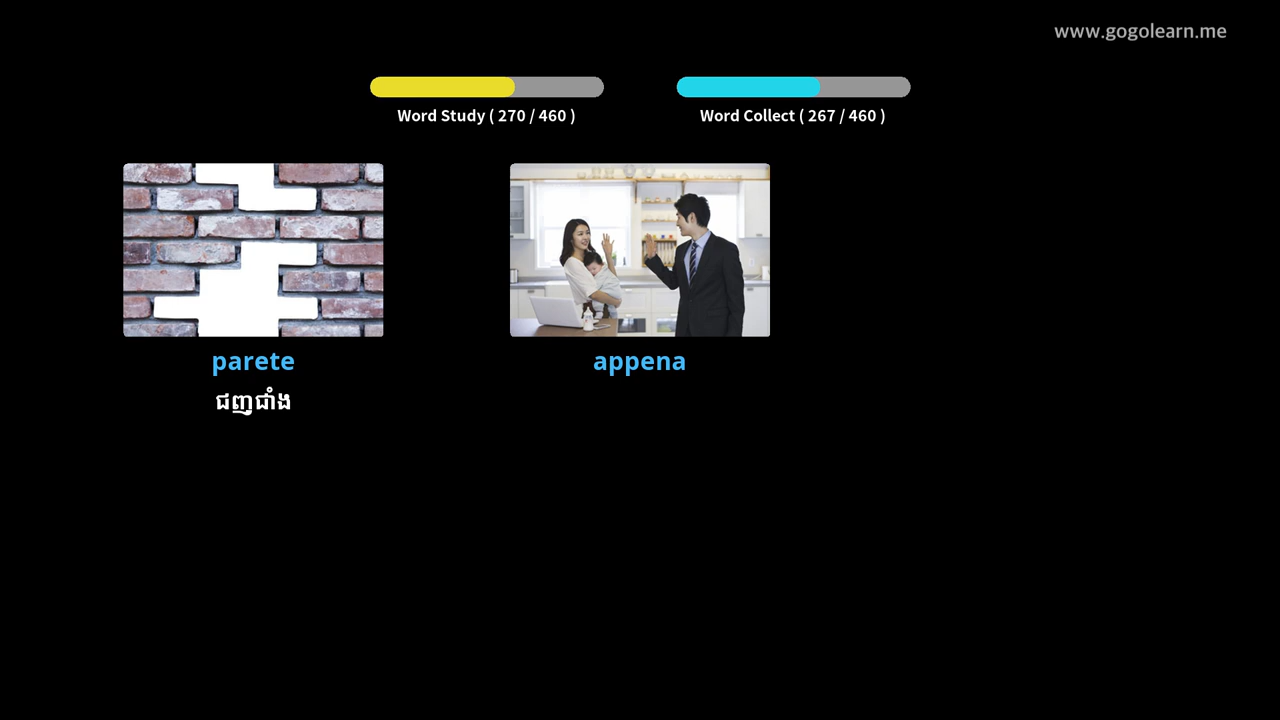 www.gogolearn.me
Word Study ( 270 / 460 )
Word Collect ( 267 / 460 )
parete
appena
ជញ្ជាំង